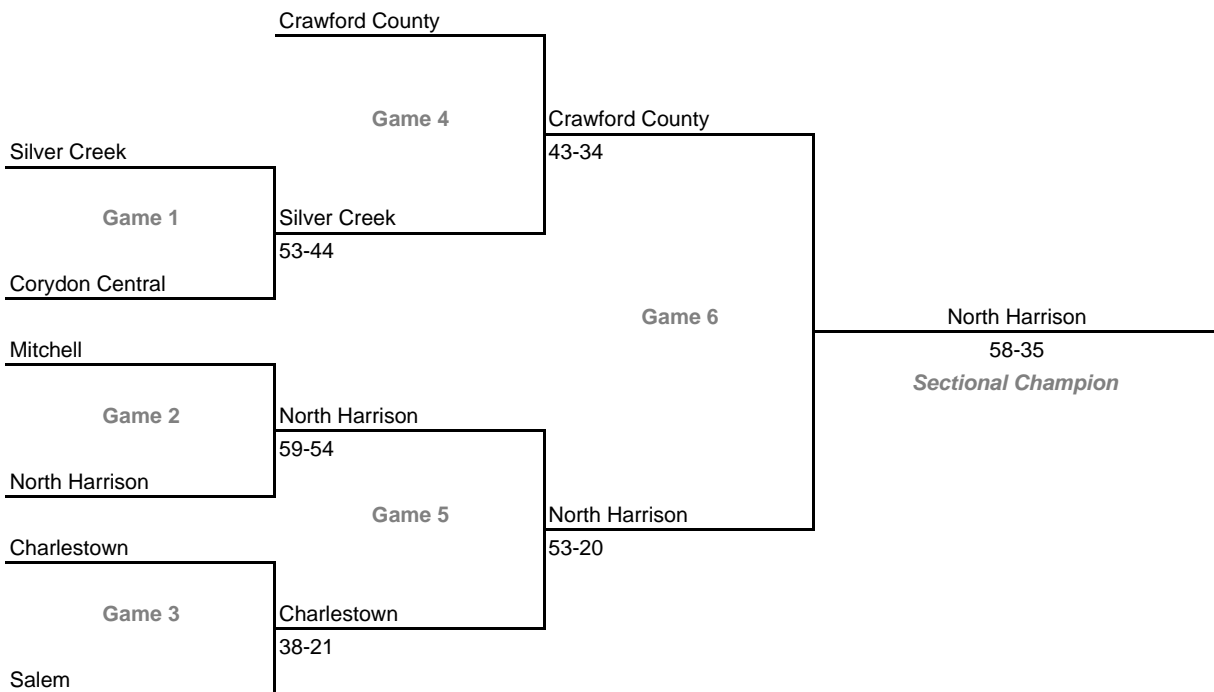 Crawford County
Game 4
Crawford County
Silver Creek
43-34
Game 1
Silver Creek
53-44
Corydon Central
Game 6
North Harrison
Mitchell
58-35
Sectional Champion
Game 2
North Harrison
59-54
North Harrison
Game 5
North Harrison
Charlestown
53-20
Game 3
Charlestown
38-21
Salem